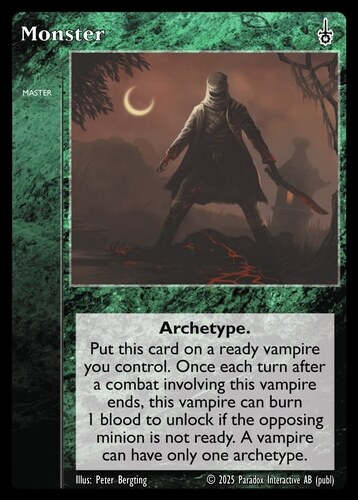 Monster
MASTER
Archetype.
Put this card on a ready vampire
you control. Once each turn after
a combat involving this vampire
ends, this vampire can burn
1 blood to unlock if the opposing
minion is not ready. A vampire
can have only one archetype.
Illus: Peter Bergting
© 2025 Paradox Interactive AB (publ)